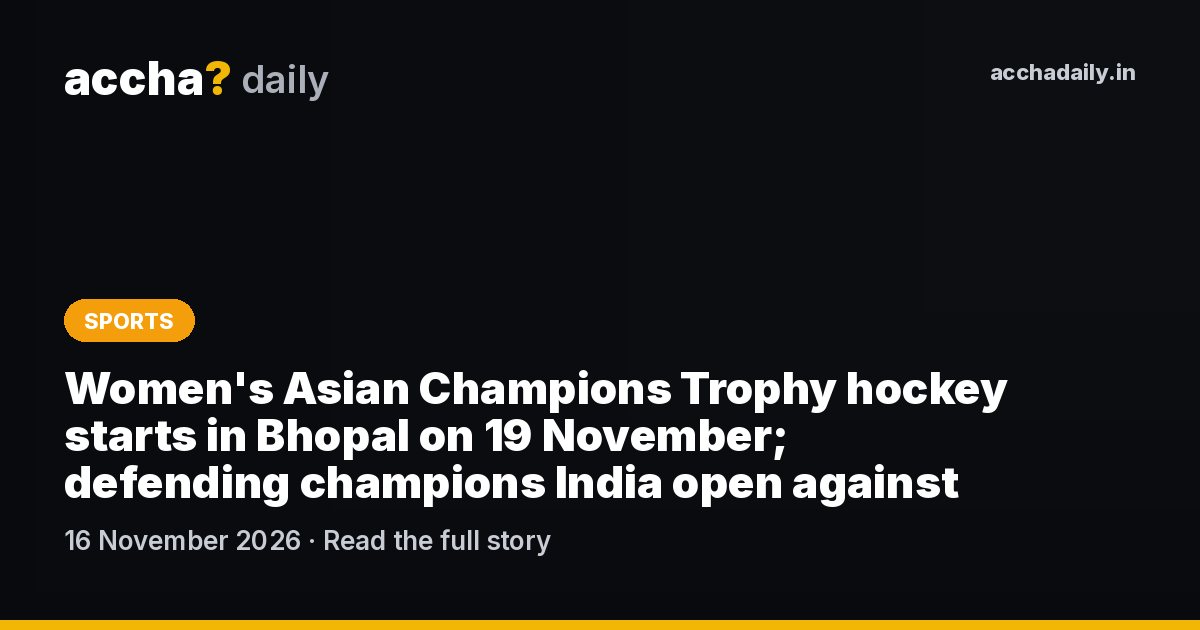 accha? daily
acchadaily.in
SPORTS
Women's Asian Champions Trophy hockey
starts in Bhopal on 19 November;
defending champions India open against
16 November 2026 · Read the full story